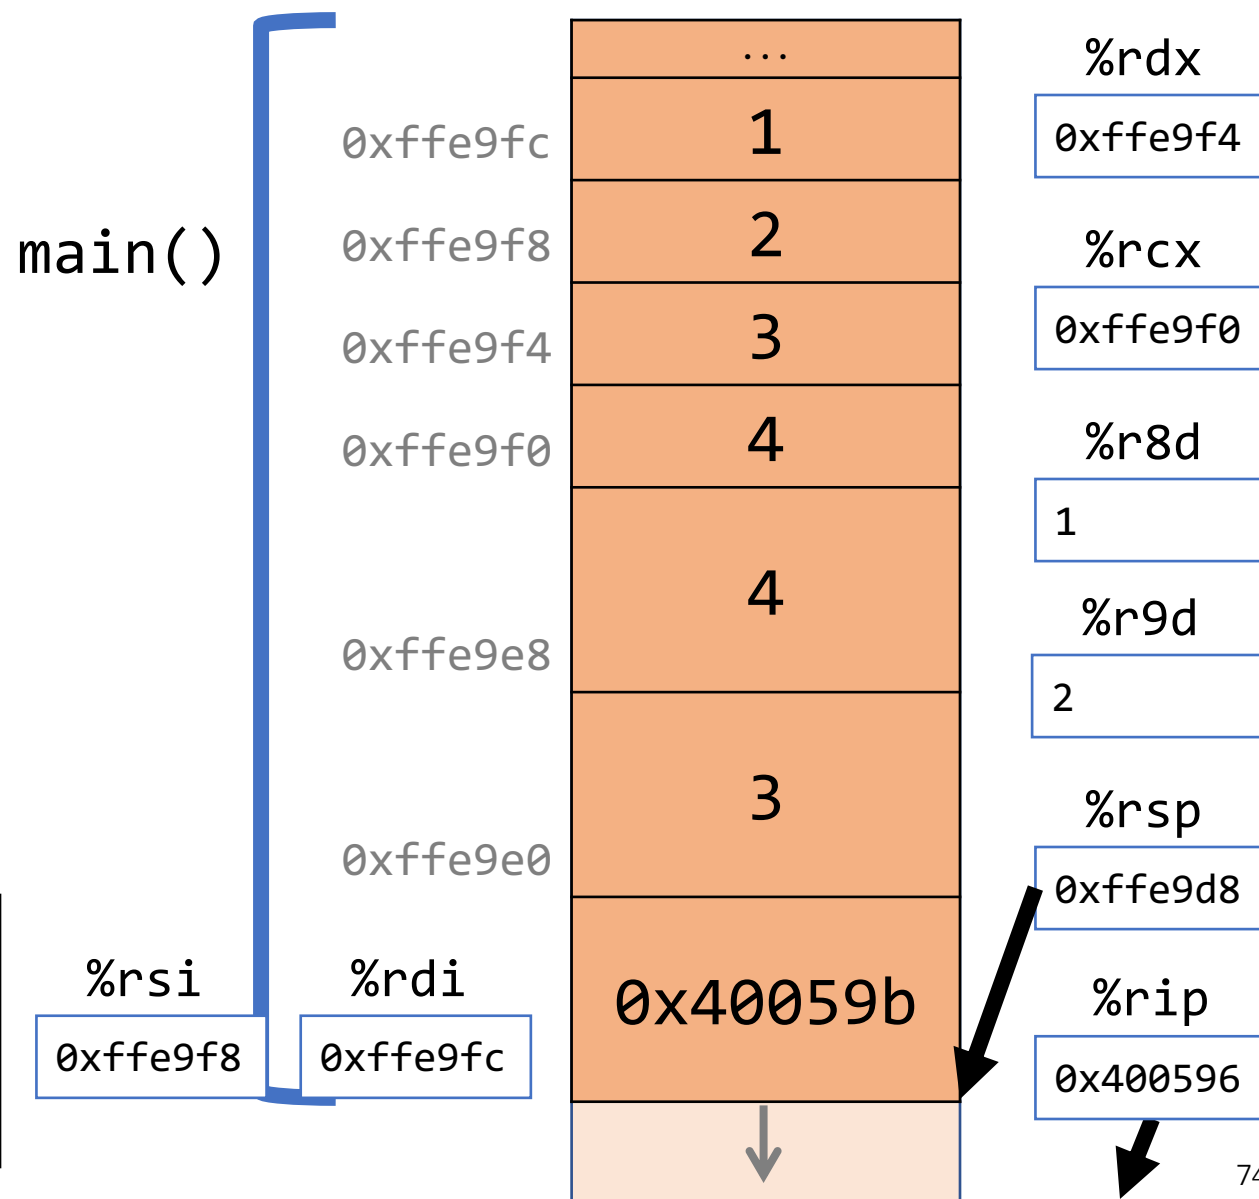 ...
%rdx
0xffe9fc
1
0xffe9f4
main()
0xffe9f8
2
%rcx
0xffe9f4
3
0xffe9f0
0xffe9f0
4
%r8d
1
4
%r9d
0xffe9e8
2
3
%rsp
0xffe9e0
0xffe9d8
%rsi
%rdi
0x40059b
%rip
0xffe9f8
0xffe9fc
0x400596
74